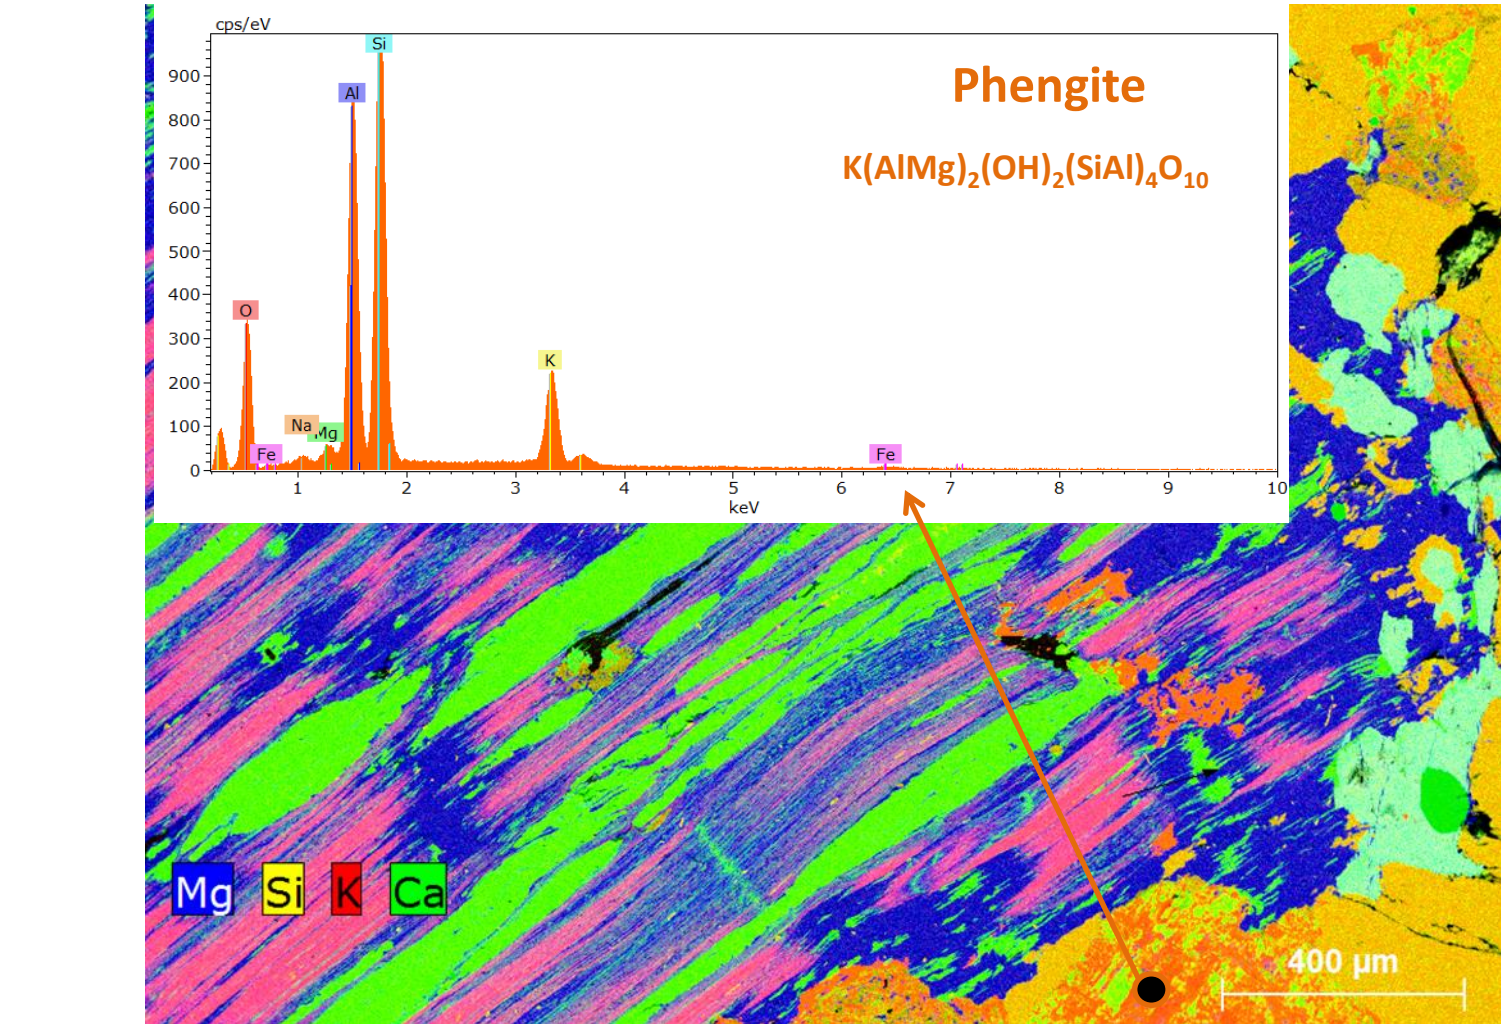 cps/eV
Si
Phengite
900
Al
800
700
K(AlMg)₂(OH)₂(SiAl)₄O₁₀
600
500
400
O
300
K
200
Na
100
Mg
Fe
Fe
0
1 2 3 4 5 6 7 8 9 10
keV
Mg Si K Ca
400 µm